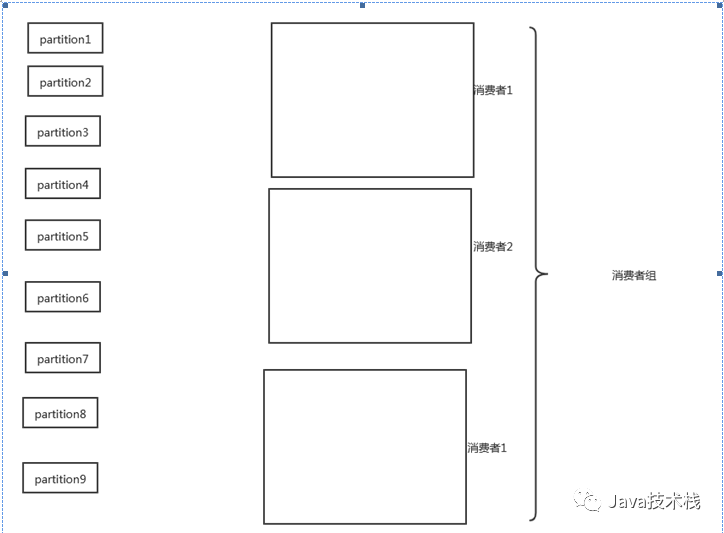 partition1
partition2
partition3
partition4
partition5
partition6
partition7
partition8
partition9
消费者1
消费者2
消费者1
消费者组
Java技术栈